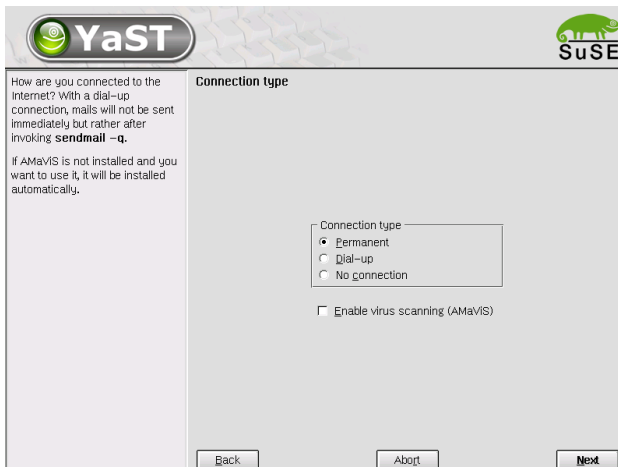 YaST
SuSE
How are you connected to the
Internet? With a dial-up
connection, mails will not be sent
immediately but rather after
invoking sendmail -q.
If AMaViS is not installed and you
want to use it, it will be installed
automatically.
Connection type
Connection type
Permanent
Dial-up
No connection
Enable virus scanning (AMaViS)
Back
Abort
Next